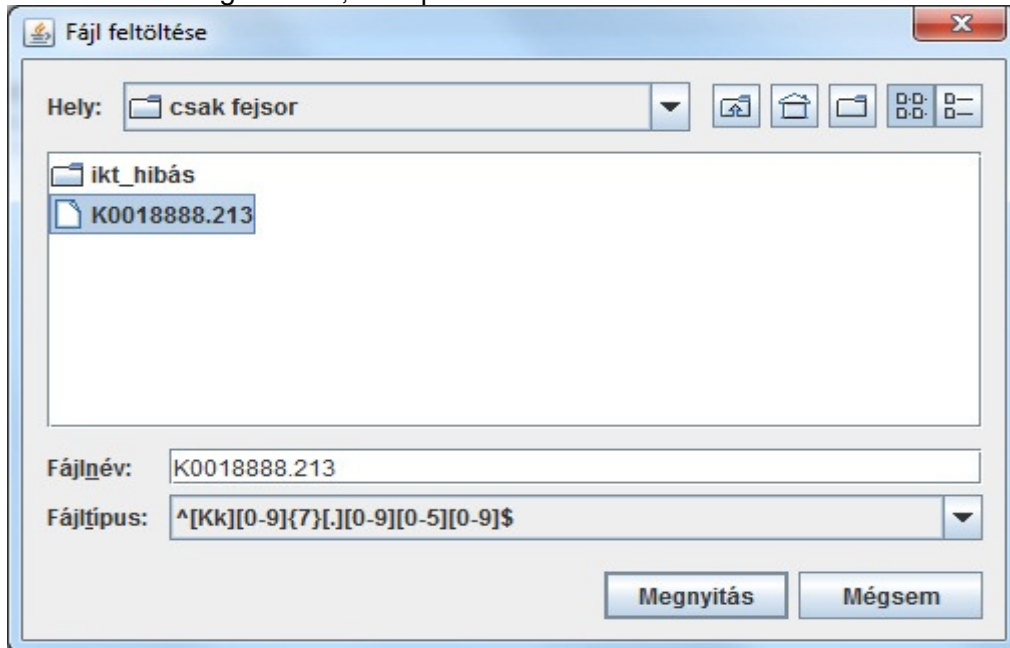 Fájl feltöltése
Hely: csak fejsor
ikt_hibás
K0018888.213
Fájlnév: K0018888.213
Fájltípus: ^[Kk][0-9]{7}[.][0-9][0-5][0-9]$
Megnyitás Mégsem